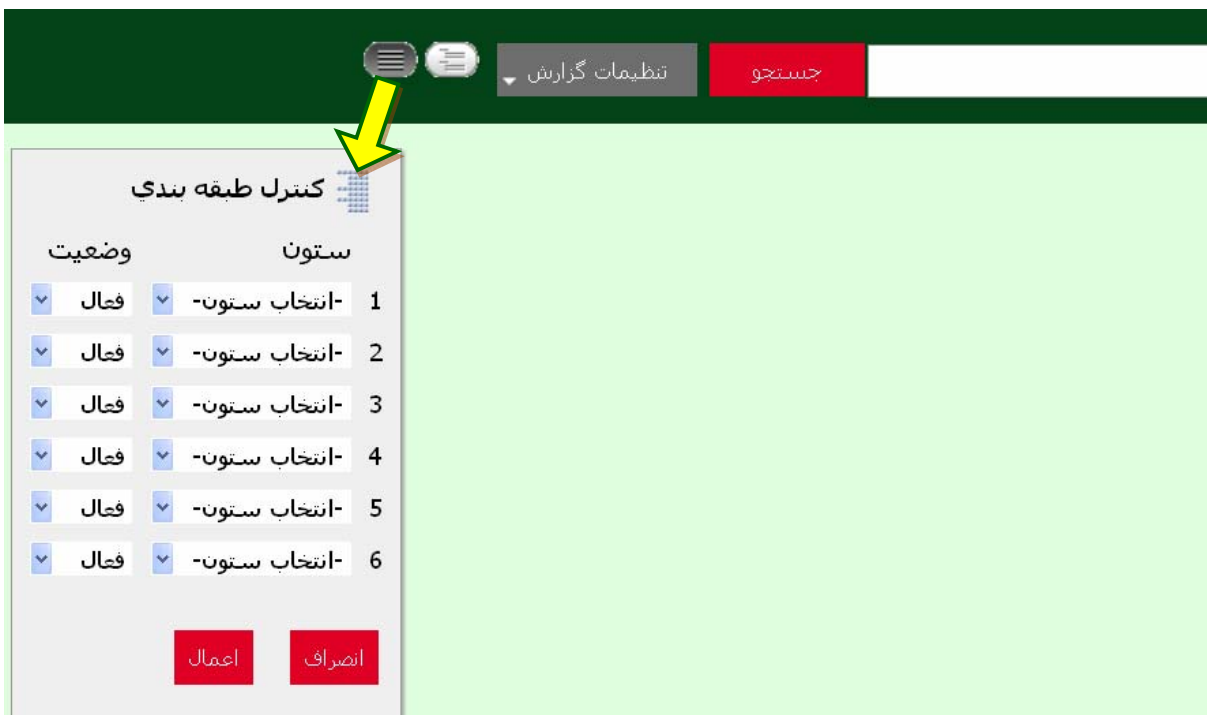 جستجو تنظیمات گزارش
کنترل طبقه بندي
ستون وضعیت
1 -انتخاب ستون- فعال
2 -انتخاب ستون- فعال
3 -انتخاب ستون- فعال
4 -انتخاب ستون- فعال
5 -انتخاب ستون- فعال
6 -انتخاب ستون- فعال
انصراف اعمال